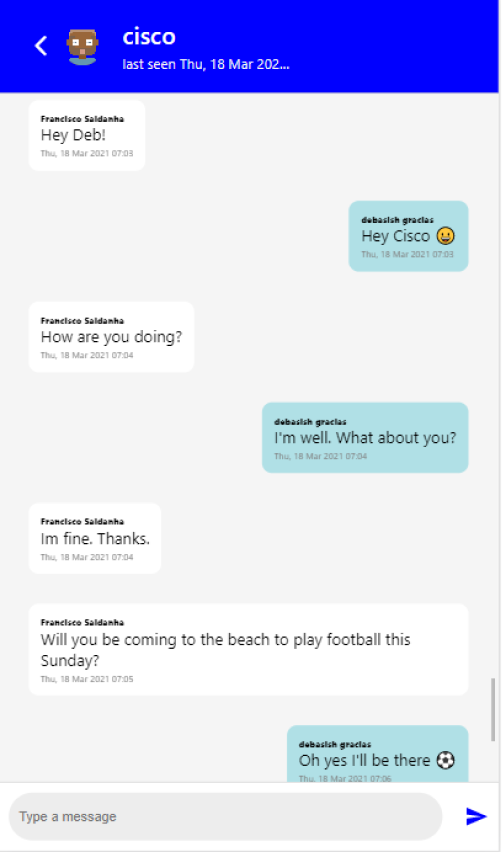 cisco
last seen Thu, 18 Mar 202...
Francisco Saldanha
Hey Deb!
Thu, 18 Mar 2021 07:03
debasish gracias
Hey Cisco 😀
Thu, 18 Mar 2021 07:03
Francisco Saldanha
How are you doing?
Thu, 18 Mar 2021 07:04
debasish gracias
I'm well. What about you?
Thu, 18 Mar 2021 07:04
Francisco Saldanha
Im fine. Thanks.
Thu, 18 Mar 2021 07:04
Francisco Saldanha
Will you be coming to the beach to play football this
Sunday?
Thu, 18 Mar 2021 07:05
debasish gracias
Oh yes I'll be there ⚽
Thu, 18 Mar 2021 07:06
Type a message